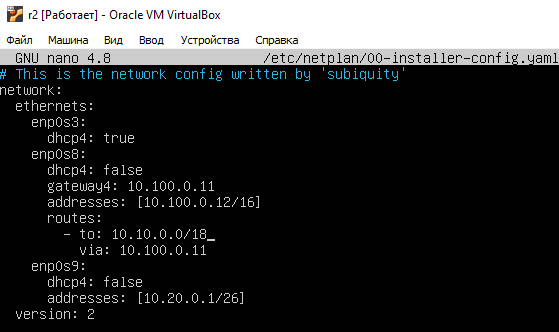 r2 [Работает] - Oracle VM VirtualBox
Файл Машина Вид Ввод Устройства Справка
GNU nano 4.8 /etc/netplan/00-installer-config.yaml
# This is the network config written by 'subiquity'
network:
  ethernets:
    enp0s3:
      dhcp4: true
    enp0s8:
      dhcp4: false
      gateway4: 10.100.0.11
      addresses: [10.100.0.12/16]
      routes:
        - to: 10.10.0.0/18_
          via: 10.100.0.11
    enp0s9:
      dhcp4: false
      addresses: [10.20.0.1/26]
  version: 2